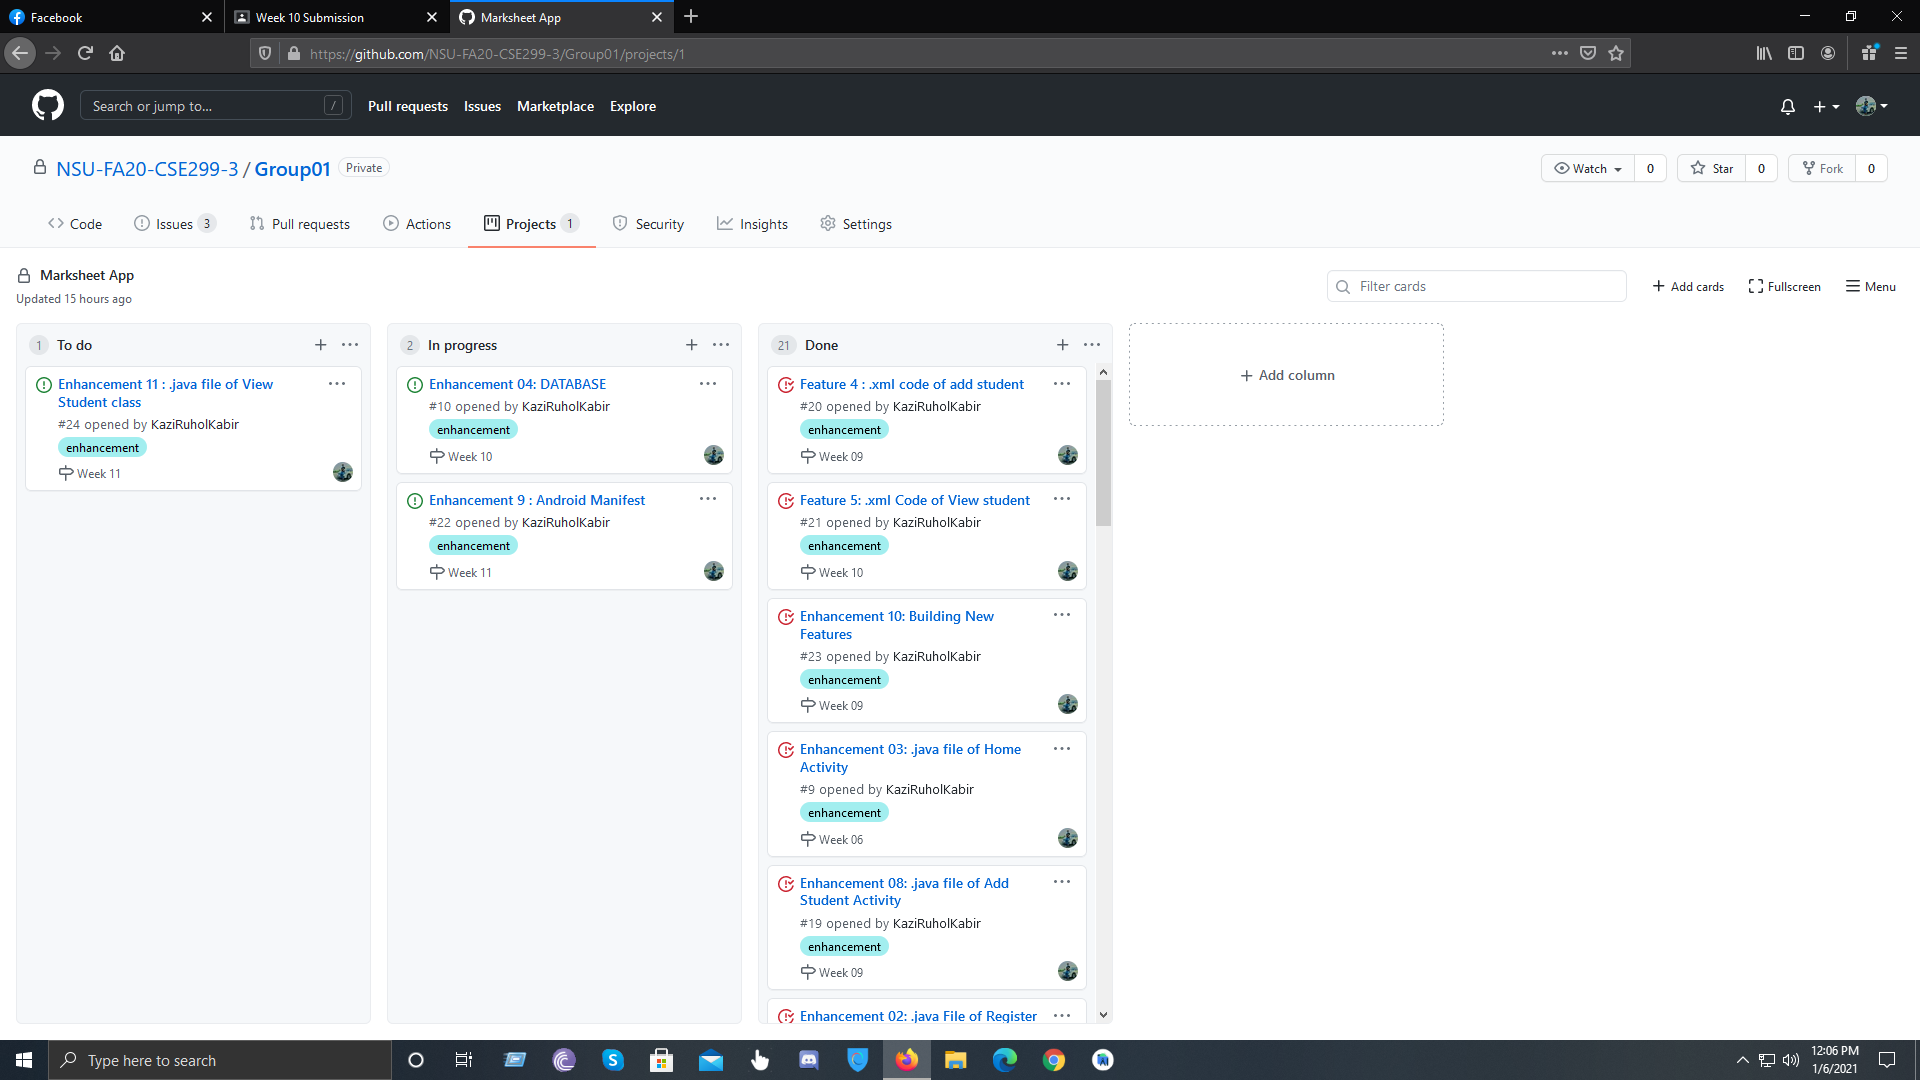 Facebook
Week 10 Submission
Marksheet App
https://github.com/NSU-FA20-CSE299-3/Group01/projects/1
Search or jump to...
/
Pull requests
Issues
Marketplace
Explore
NSU-FA20-CSE299-3 / Group01
Private
Watch
0
Star
0
Fork
0
Code
Issues 3
Pull requests
Actions
Projects 1
Security
Insights
Settings
Marksheet App
Updated 15 hours ago
Filter cards
Add cards
Fullscreen
Menu
1 To do
Enhancement 11 : .java file of View
Student class
#24 opened by KaziRuholKabir
enhancement
Week 11
2 In progress
Enhancement 04: DATABASE
#10 opened by KaziRuholKabir
enhancement
Week 10
Enhancement 9 : Android Manifest
#22 opened by KaziRuholKabir
enhancement
Week 11
21 Done
Feature 4 : .xml code of add student
#20 opened by KaziRuholKabir
enhancement
Week 09
Feature 5: .xml Code of View student
#21 opened by KaziRuholKabir
enhancement
Week 10
Enhancement 10: Building New
Features
#23 opened by KaziRuholKabir
enhancement
Week 09
Enhancement 03: .java file of Home
Activity
#9 opened by KaziRuholKabir
enhancement
Week 06
Enhancement 08: .java file of Add
Student Activity
#19 opened by KaziRuholKabir
enhancement
Week 09
Enhancement 02: .java File of Register
Add column
Type here to search
12:06 PM
1/6/2021